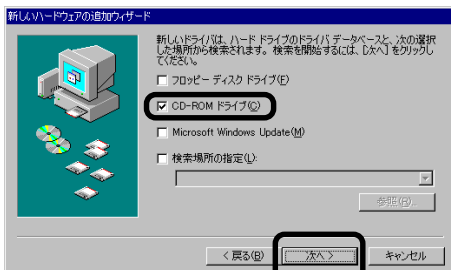 新しいハードウェアの追加ウィザード
新しいドライバは、ハード ドライブのドライバ データベースと、次の選択
した場所から検索されます。検索を開始するには、[次へ] をクリックし
てください。
フロッピー ディスク ドライブ(F)
CD-ROM ドライブ(C)
Microsoft Windows Update(M)
検索場所の指定(L):
参照(R)...
< 戻る(B)
次へ >
キャンセル